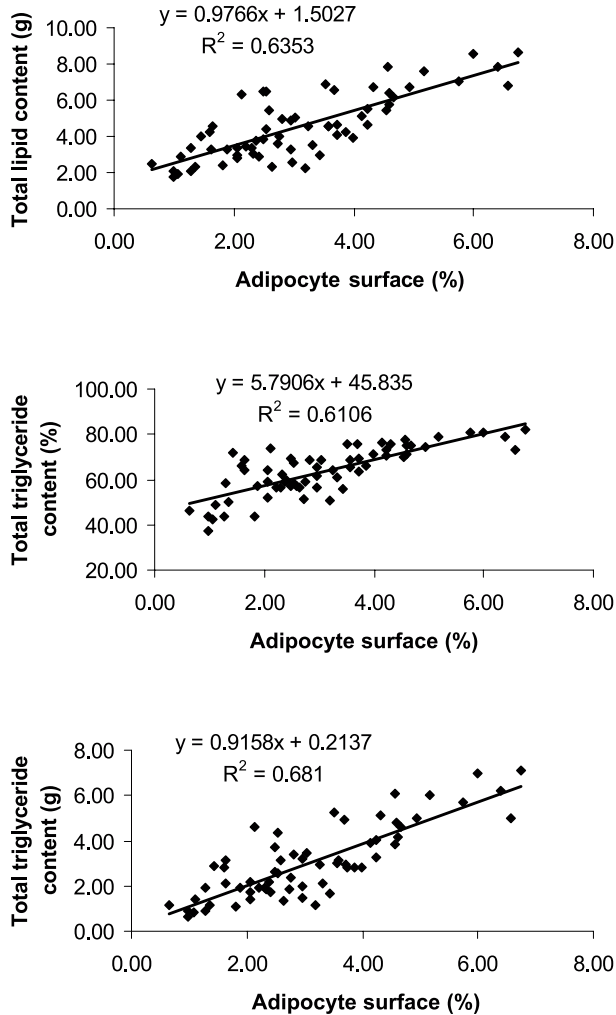 y = 0.9766x + 1.5027
R² = 0.6353
Total lipid content (g)
10.00
8.00
6.00
4.00
2.00
0.00
0.00 2.00 4.00 6.00 8.00
Adipocyte surface (%)
y = 5.7906x + 45.835
R² = 0.6106
Total triglyceride
content (%)
100.00
80.00
60.00
40.00
20.00
0.00 2.00 4.00 6.00 8.00
Adipocyte surface (%)
y = 0.9158x + 0.2137
R² = 0.681
Total triglyceride
content (g)
8.00
6.00
4.00
2.00
0.00
0.00 2.00 4.00 6.00 8.00
Adipocyte surface (%)